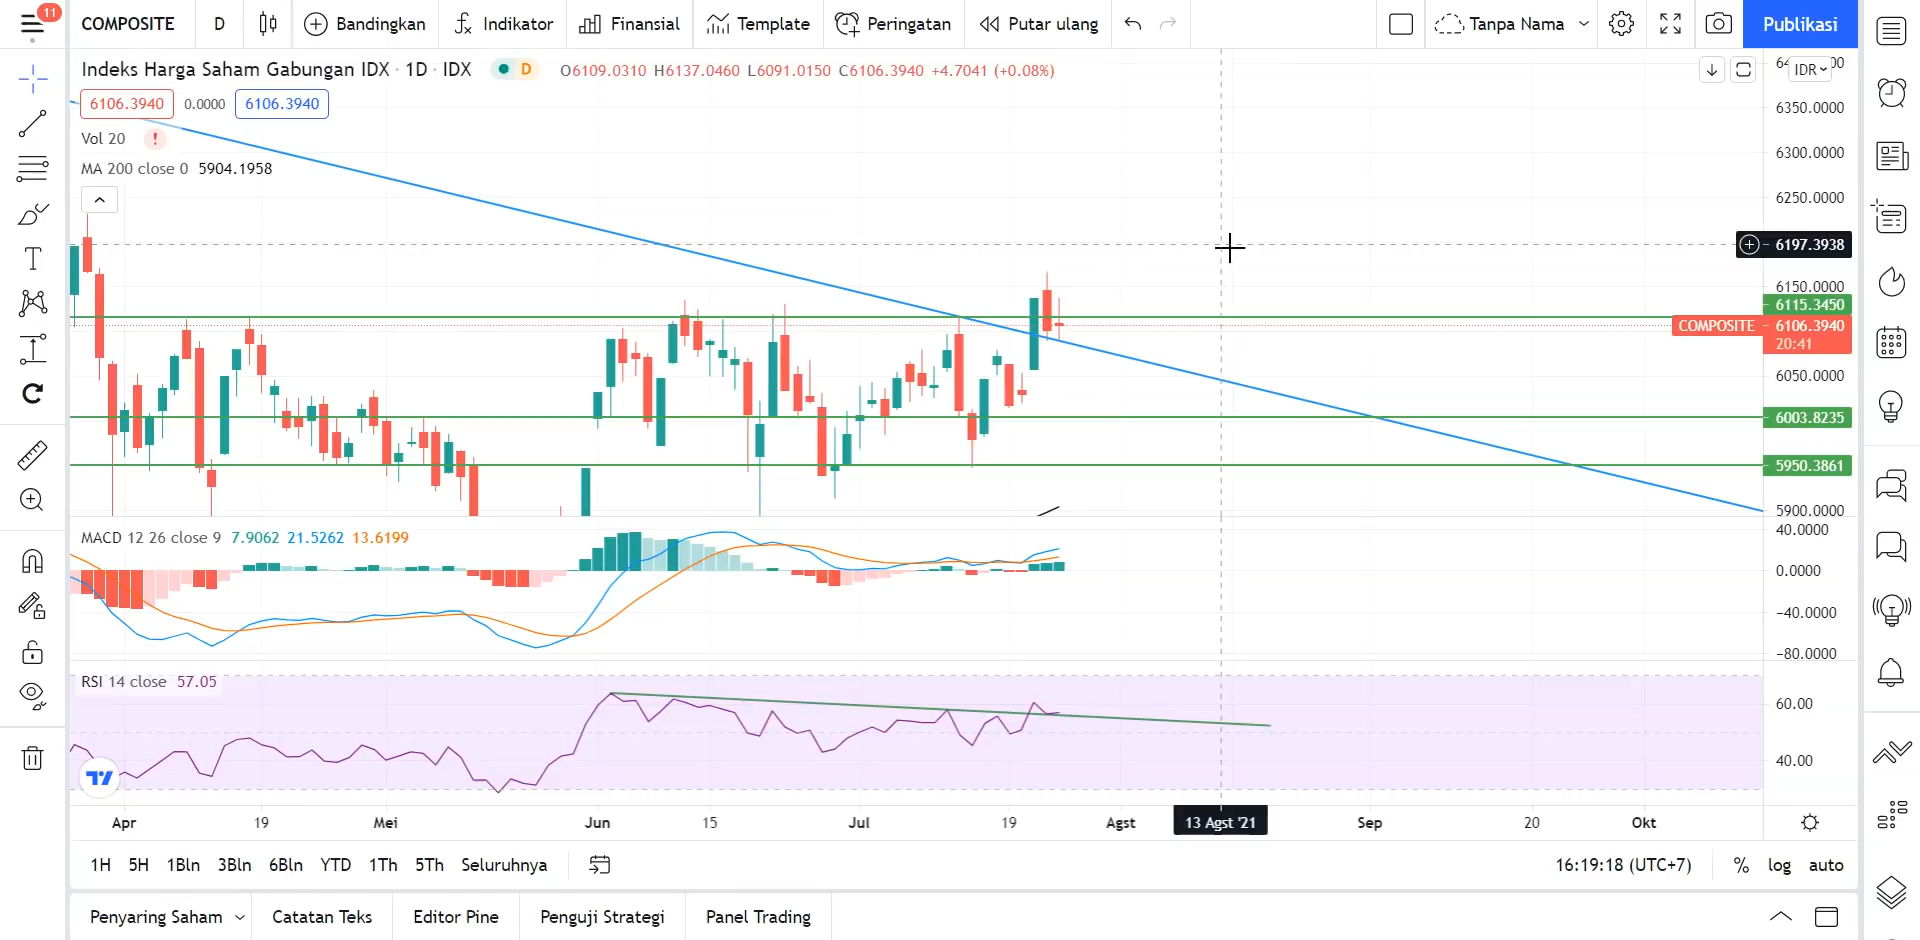 11
COMPOSITE D Bandingkan Indikator Finansial Template Peringatan Putar ulang Tanpa Nama Publikasi
Indeks Harga Saham Gabungan IDX · 1D · IDX D O6109.0310 H6137.0460 L6091.0150 C6106.3940 +4.7041 (+0.08%)
IDR
6106.3940 0.0000 6106.3940
6350.0000
Vol 20 !
6300.0000
MA 200 close 0 5904.1958
6250.0000
6197.3938
6150.0000
6115.3450
COMPOSITE 6106.3940
20:41
6050.0000
6003.8235
5950.3861
5900.0000
40.0000
MACD 12 26 close 9 7.9062 21.5262 13.6199
0.0000
−40.0000
−80.0000
RSI 14 close 57.05
60.00
40.00
Apr 19 Mei Jun 15 Jul 19 Agst 13 Agst '21 Sep 20 Okt
1H 5H 1Bln 3Bln 6Bln YTD 1Th 5Th Seluruhnya 16:19:18 (UTC+7) % log auto
Penyaring Saham Catatan Teks Editor Pine Penguji Strategi Panel Trading